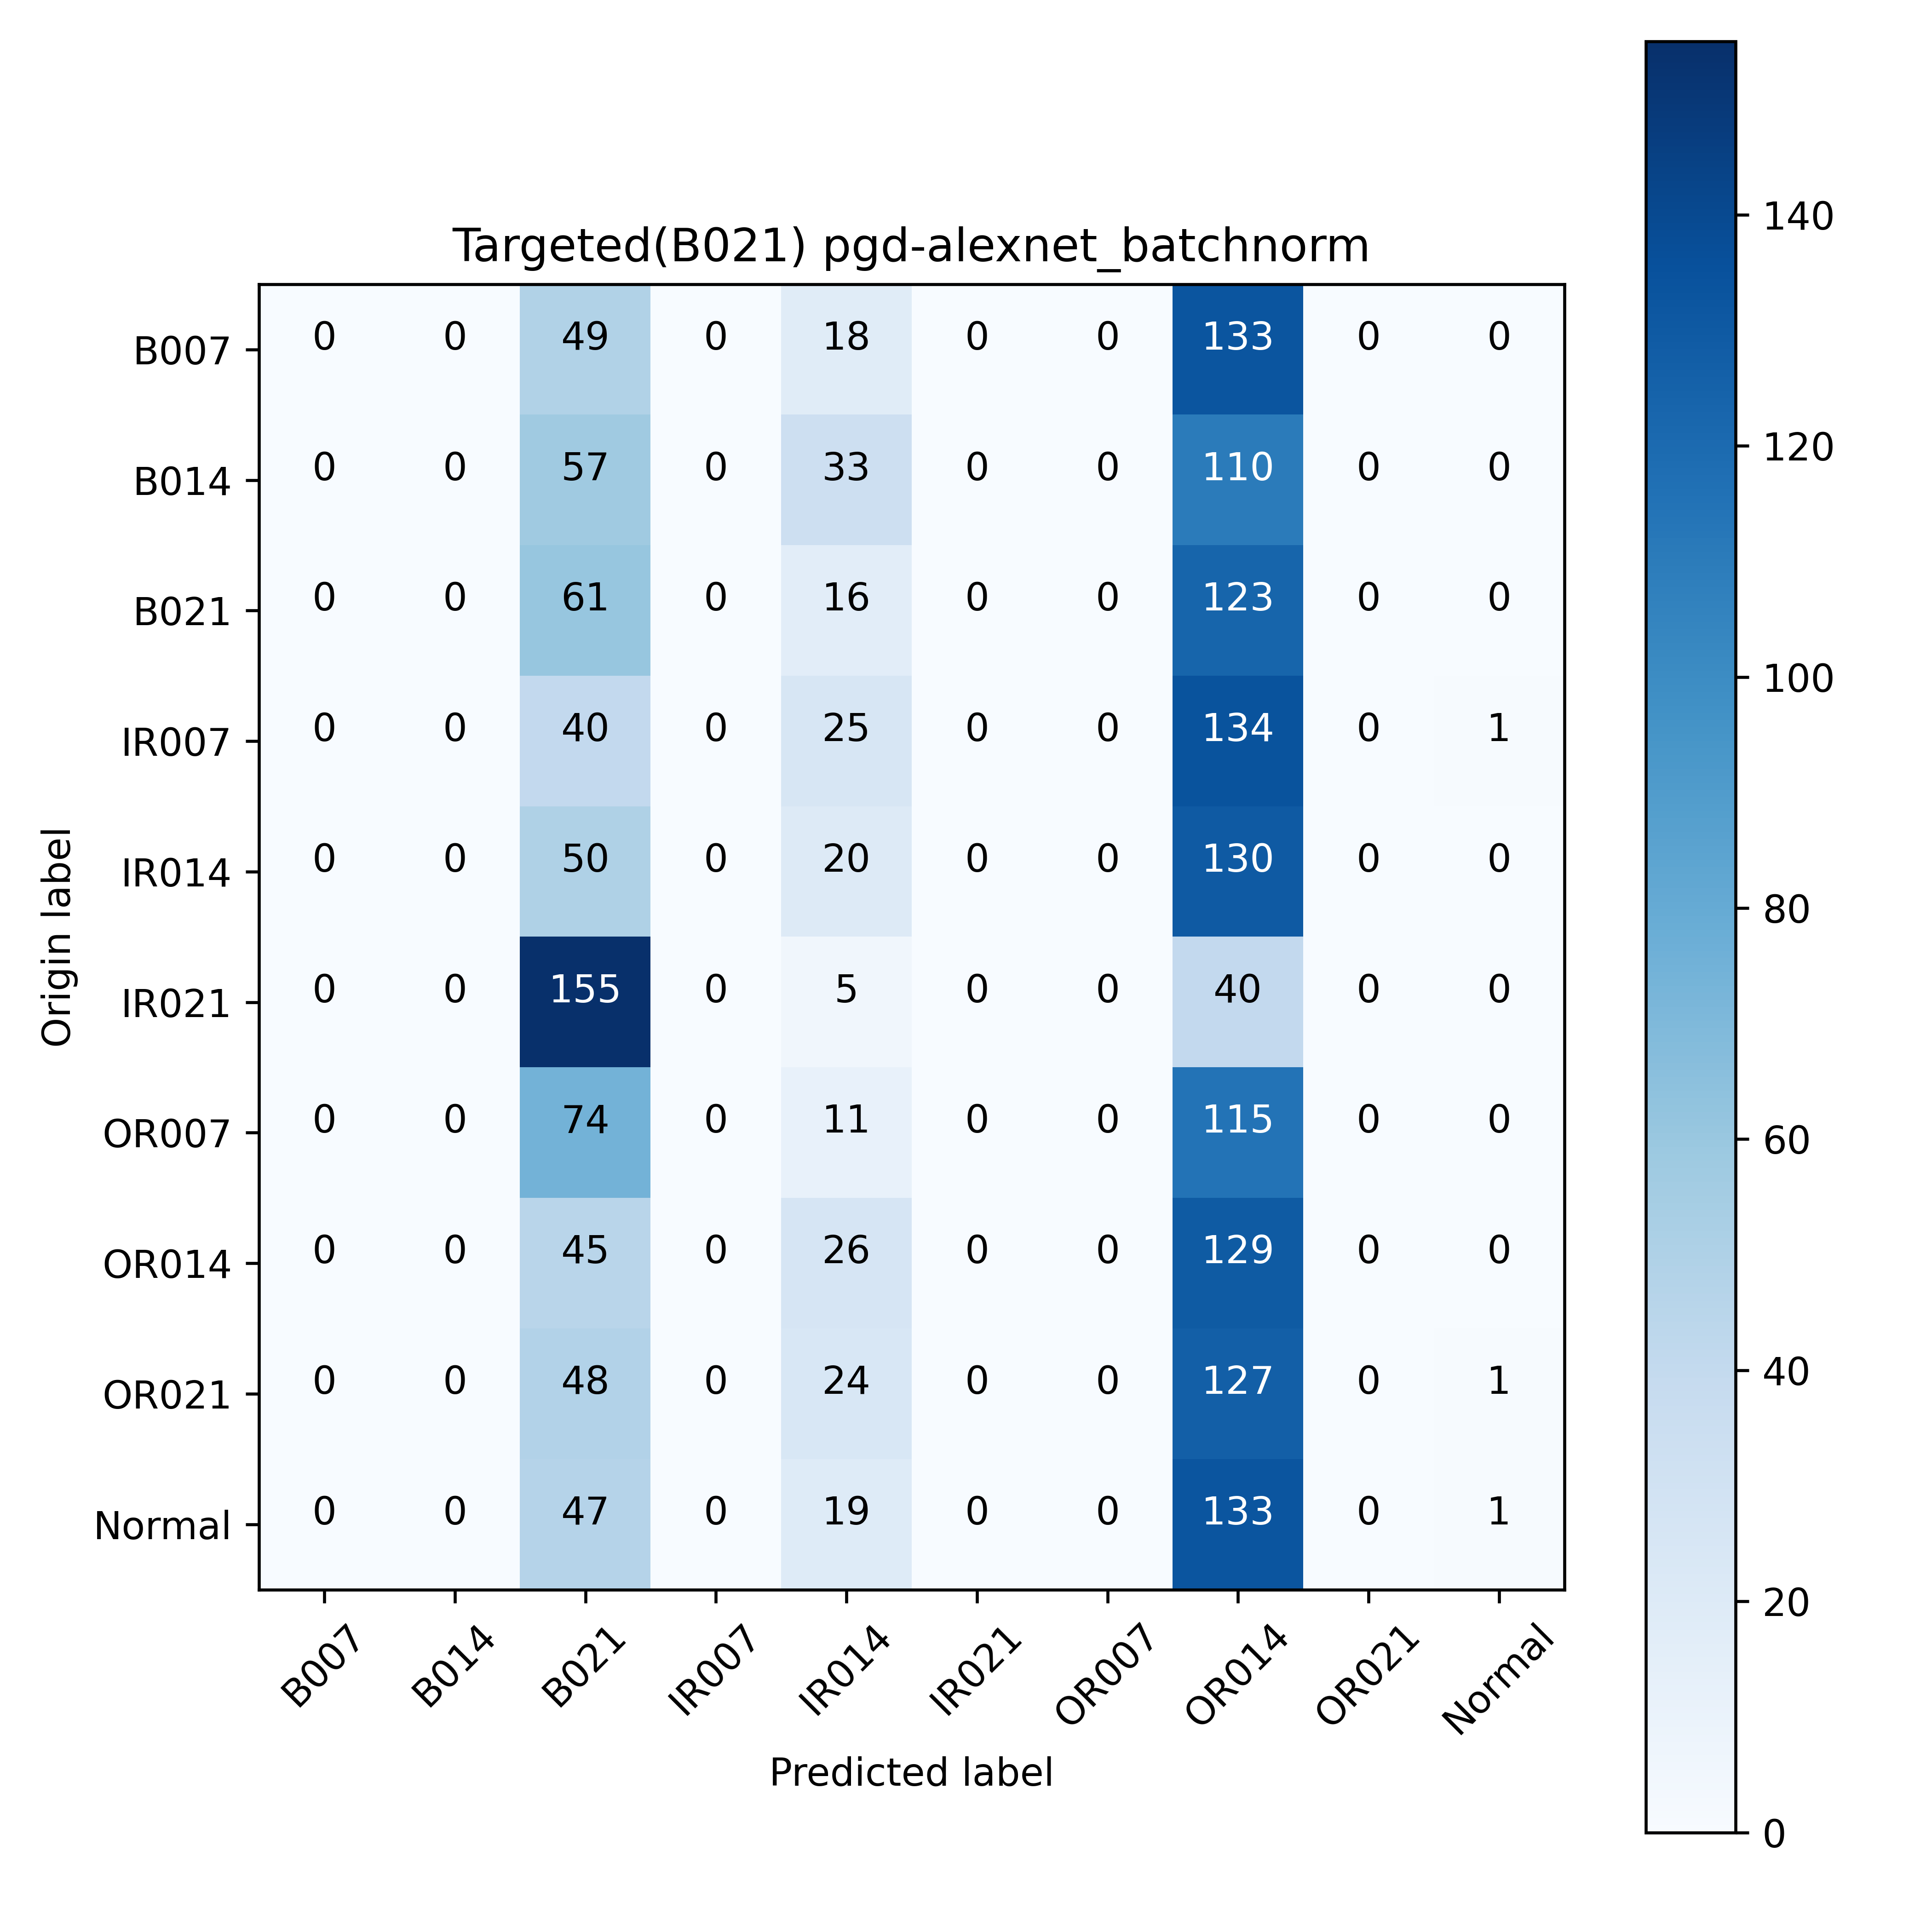 Targeted(B021) pgd-alexnet_batchnorm
B007 0 0 49 0 18 0 0 133 0 0
B014 0 0 57 0 33 0 0 110 0 0
B021 0 0 61 0 16 0 0 123 0 0
IR007 0 0 40 0 25 0 0 134 0 1
IR014 0 0 50 0 20 0 0 130 0 0
IR021 0 0 155 0 5 0 0 40 0 0
OR007 0 0 74 0 11 0 0 115 0 0
OR014 0 0 45 0 26 0 0 129 0 0
OR021 0 0 48 0 24 0 0 127 0 1
Normal 0 0 47 0 19 0 0 133 0 1
B007 B014 B021 IR007 IR014 IR021 OR007 OR014 OR021 Normal
Predicted label
Origin label
140
120
100
80
60
40
20
0